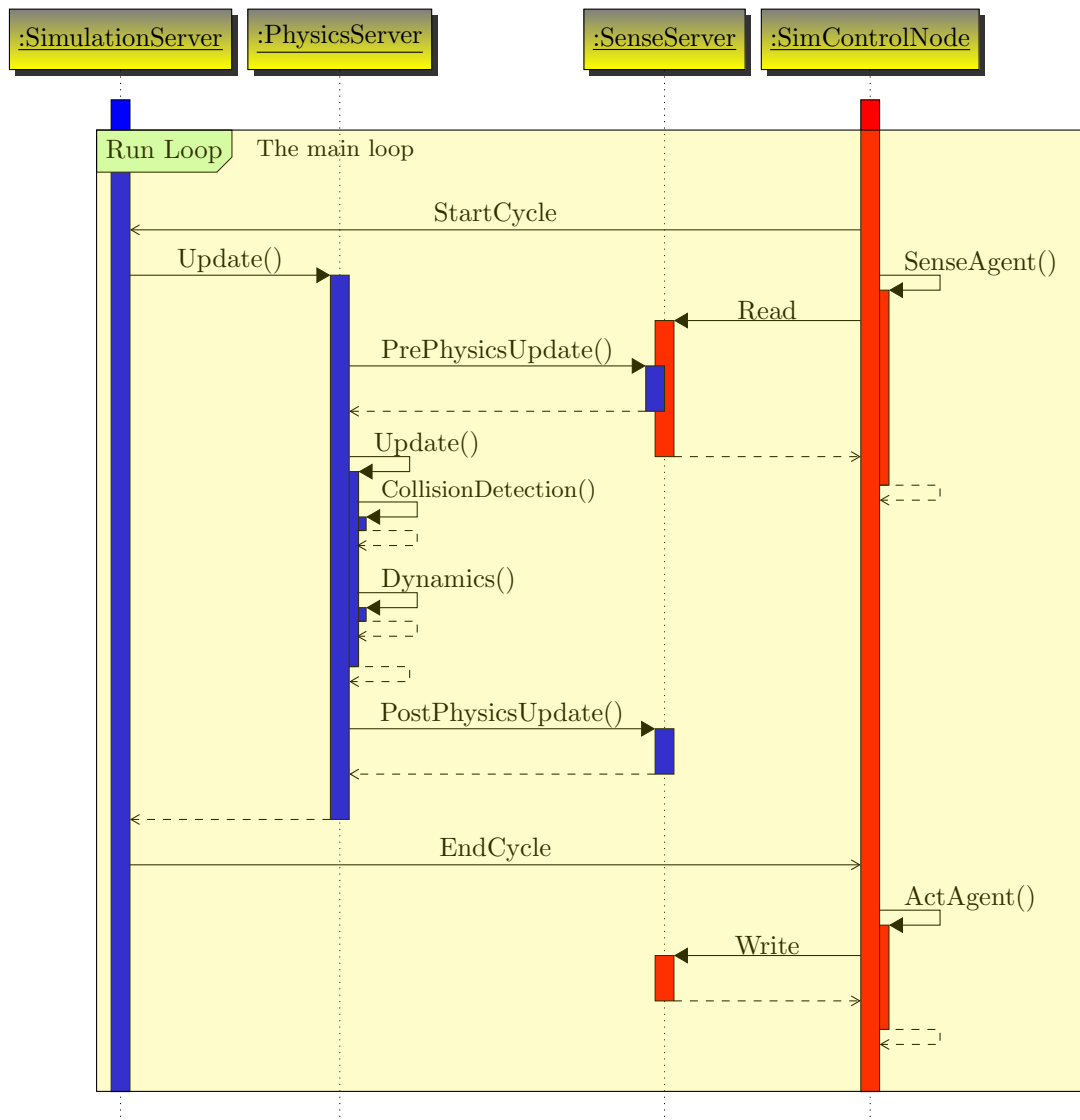 :SimulationServer
:PhysicsServer
:SenseServer
:SimControlNode
Run Loop
The main loop
StartCycle
Update()
SenseAgent()
Read
PrePhysicsUpdate()
Update()
CollisionDetection()
Dynamics()
PostPhysicsUpdate()
EndCycle
ActAgent()
Write